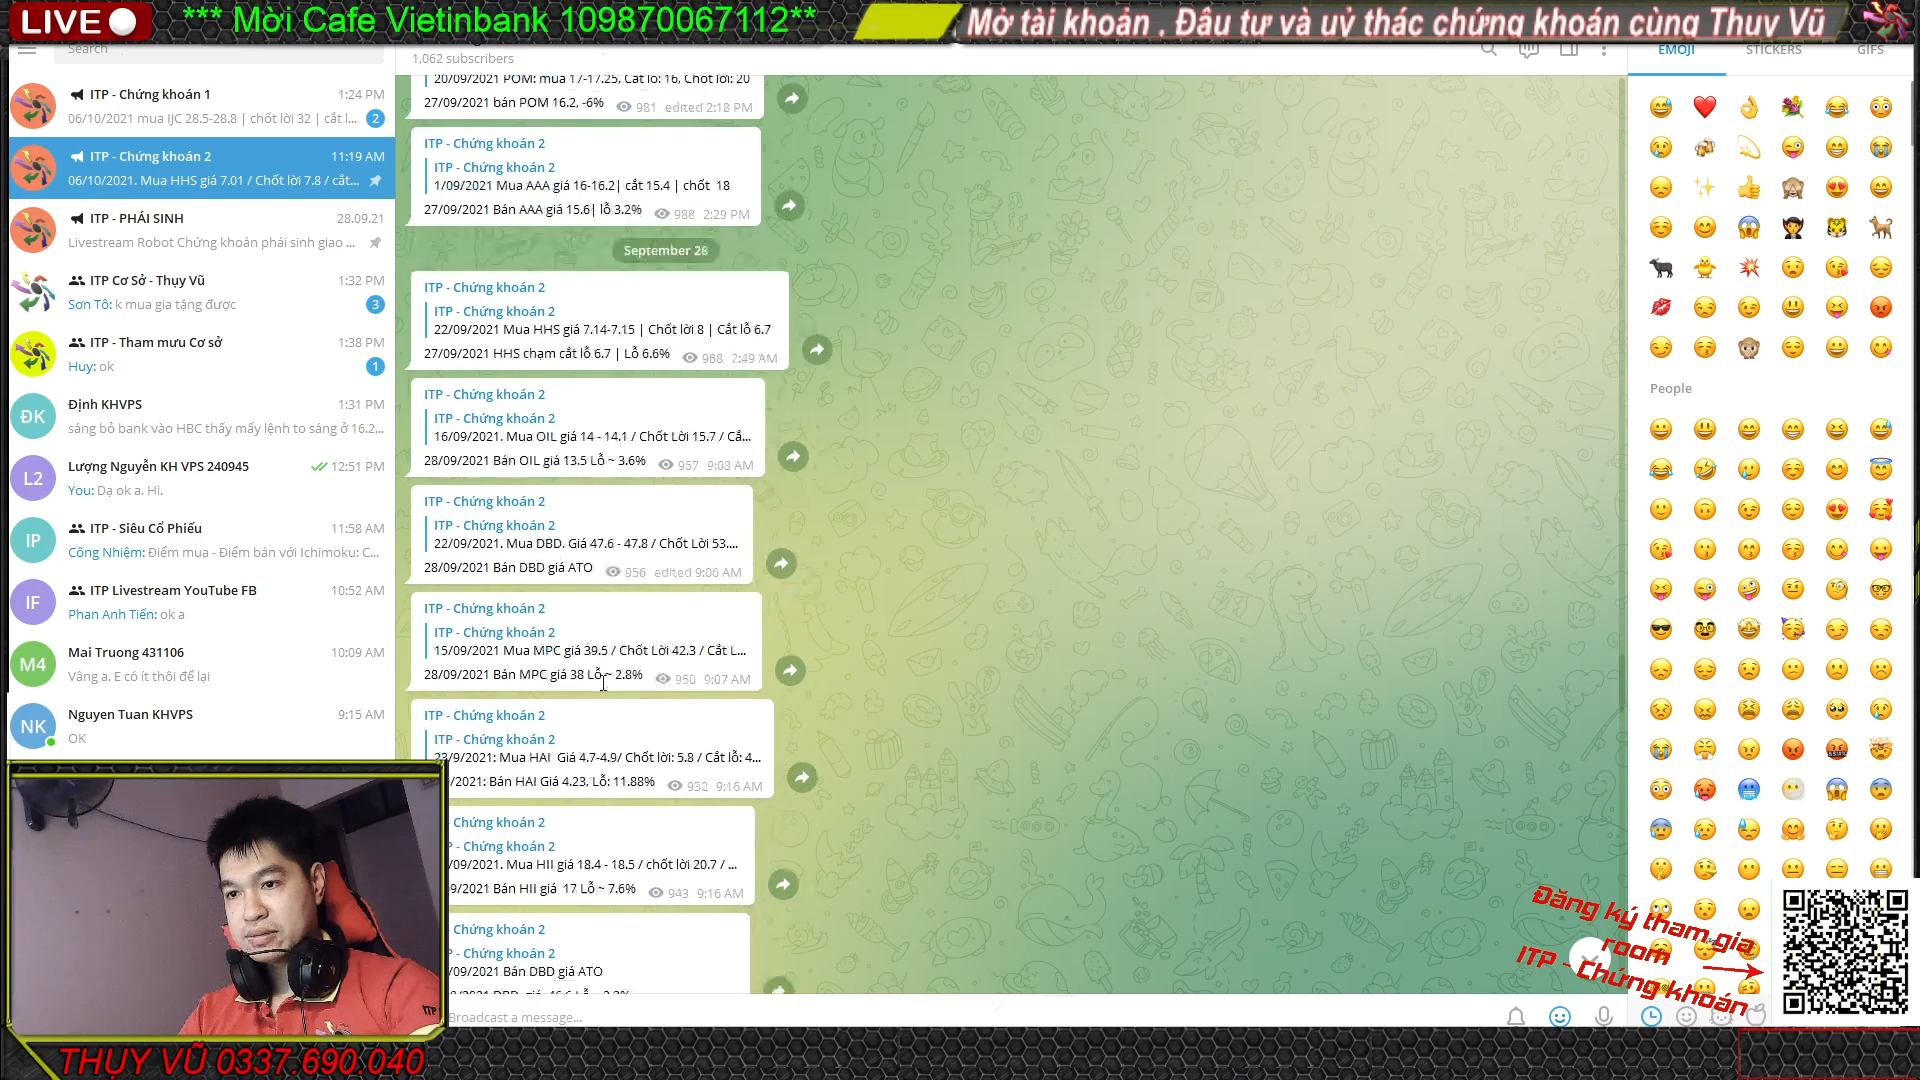 LIVE
*** Mời Cafe Vietinbank 109870067112**
Mở tài khoản . Đầu tư và uỷ thác chứng khoán cùng Thụy Vũ
Search
ITP - Chứng khoán 1 1:24 PM
06/10/2021 mua IJC 28.5-28.8 | chốt lời 32 | cắt l... 2
ITP - Chứng khoán 2 11:19 AM
06/10/2021. Mua HHS giá 7.01 / Chốt lời 7.8 / cắt...
ITP - PHÁI SINH 28.09.21
Livestream Robot Chứng khoán phái sinh giao ...
ITP Cơ Sở - Thụy Vũ 1:32 PM
Sơn Tô: k mua gia tặng được 3
ITP - Tham mưu Cơ sở 1:38 PM
Huy: ok 1
ĐK
Định KHVPS 1:31 PM
sáng bỏ bank vào HBC thấy mấy lệnh to sáng ở 16.2...
L2
Lượng Nguyễn KH VPS 240945 12:51 PM
You: Dạ ok a. Hi.
IP
ITP - Siêu Cổ Phiếu 11:58 AM
Công Nhiệm: Điểm mua - Điểm bán với Ichimoku: C...
IF
ITP Livestream YouTube FB 10:52 AM
Phan Anh Tiến: ok a
M4
Mai Truong 431106 10:09 AM
Vâng a. E có ít thôi để lại
NK
Nguyen Tuan KHVPS 9:15 AM
OK
1,062 subscribers
20/09/2021 POM: mua 17-17.25, Cắt lỗ: 16, Chốt lời: 20
27/09/2021 bán POM 16.2, -6% 981 edited 2:18 PM
ITP - Chứng khoán 2
ITP - Chứng khoán 2
1/09/2021 Mua AAA giá 16-16.2| cắt 15.4 | chốt 18
27/09/2021 Bán AAA giá 15.6| lỗ 3.2% 988 2:29 PM
September 28
ITP - Chứng khoán 2
ITP - Chứng khoán 2
22/09/2021 Mua HHS giá 7.14-7.15 | Chốt lời 8 | Cắt lỗ 6.7
27/09/2021 HHS chạm cắt lỗ 6.7 | Lỗ 6.6% 968 2:49 AM
ITP - Chứng khoán 2
ITP - Chứng khoán 2
16/09/2021. Mua OIL giá 14 - 14.1 / Chốt Lời 15.7 / Cắ...
28/09/2021 Bán OIL giá 13.5 Lỗ ~ 3.6% 957 9:03 AM
ITP - Chứng khoán 2
ITP - Chứng khoán 2
22/09/2021. Mua DBD. Giá 47.6 - 47.8 / Chốt Lời 53....
28/09/2021 Bán DBD giá ATO 956 edited 9:06 AM
ITP - Chứng khoán 2
ITP - Chứng khoán 2
15/09/2021 Mua MPC giá 39.5 / Chốt Lời 42.3 / Cắt L...
28/09/2021 Bán MPC giá 38 Lỗ ~ 2.8% 950 9:07 AM
ITP - Chứng khoán 2
ITP - Chứng khoán 2
23/9/2021: Mua HAI Giá 4.7-4.9/ Chốt lời: 5.8 / Cắt lỗ: 4...
/2021: Bán HAI Giá 4.23, Lỗ: 11.88% 932 9:16 AM
- Chứng khoán 2
- Chứng khoán 2
/09/2021. Mua HII giá 18.4 - 18.5 / chốt lời 20.7 / ...
09/2021 Bán HII giá 17 Lỗ ~ 7.6% 943 9:16 AM
- Chứng khoán 2
- Chứng khoán 2
/09/2021 Bán DBD giá ATO
Broadcast a message...
EMOJI STICKERS GIFS
People
Đăng ký tham gia
room
ITP - Chứng khoán
THỤY VŨ 0337.690.040